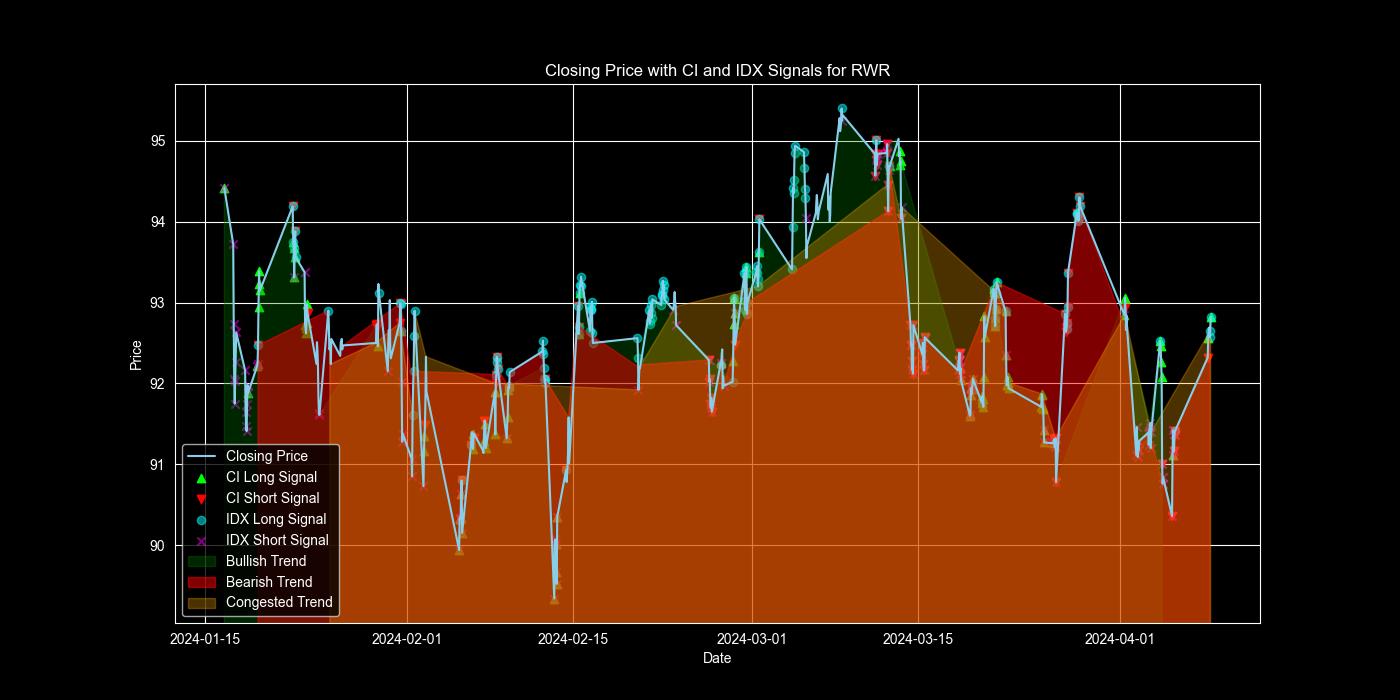 Closing Price with CI and IDX Signals for RWR
95
94
93
92
91
90
Price
Closing Price
CI Long Signal
CI Short Signal
IDX Long Signal
IDX Short Signal
Bullish Trend
Bearish Trend
Congested Trend
2024-01-15
2024-02-01
2024-02-15
2024-03-01
2024-03-15
2024-04-01
Date